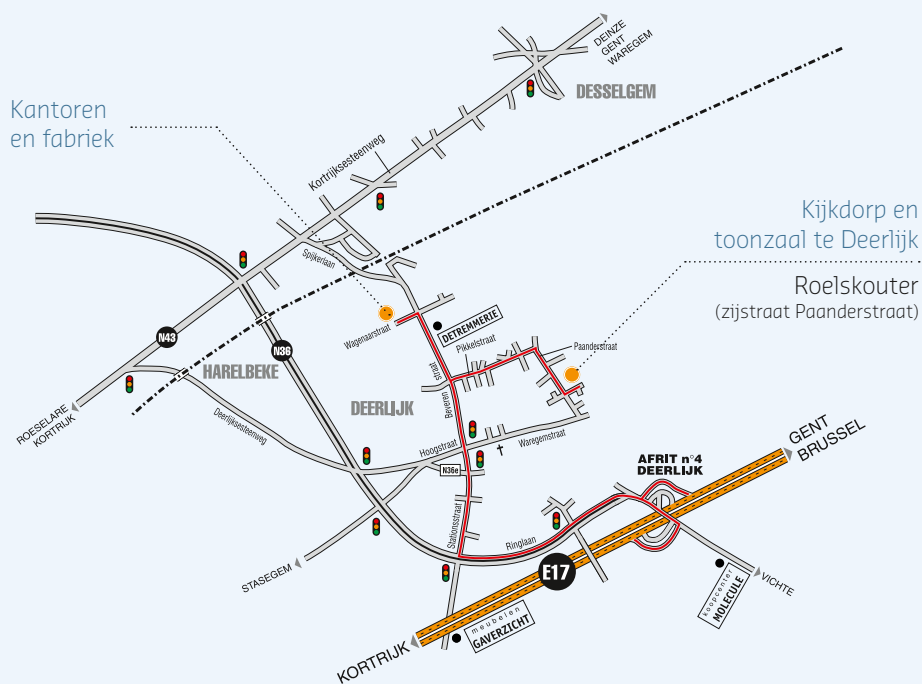 DEINZE
GENT
WAREGEM
DESSELGEM
Kantoren
en fabriek
Kortrijksesteenweg
Kijkdorp en
toonzaal te Deerlijk
Roelskouter
(zijstraat Paanderstraat)
Spijkerlaan
Wagenaarstraat
DETREMMERIE
Pikkelstraat
Paanderstraat
N43
N36
HARELBEKE
DEERLIJK
Beveren
straat
ROESELARE
KORTRIJK
Deerlijksesteenweg
Hoogstraat
Waregemstraat
N36e
AFRIT n°4
DEERLIJK
GENT
BRUSSEL
Stationsstraat
Ringlaan
STASEGEM
E17
VICHTE
koopcenter
MOLECULE
meubelen
GAVERZICHT
KORTRIJK